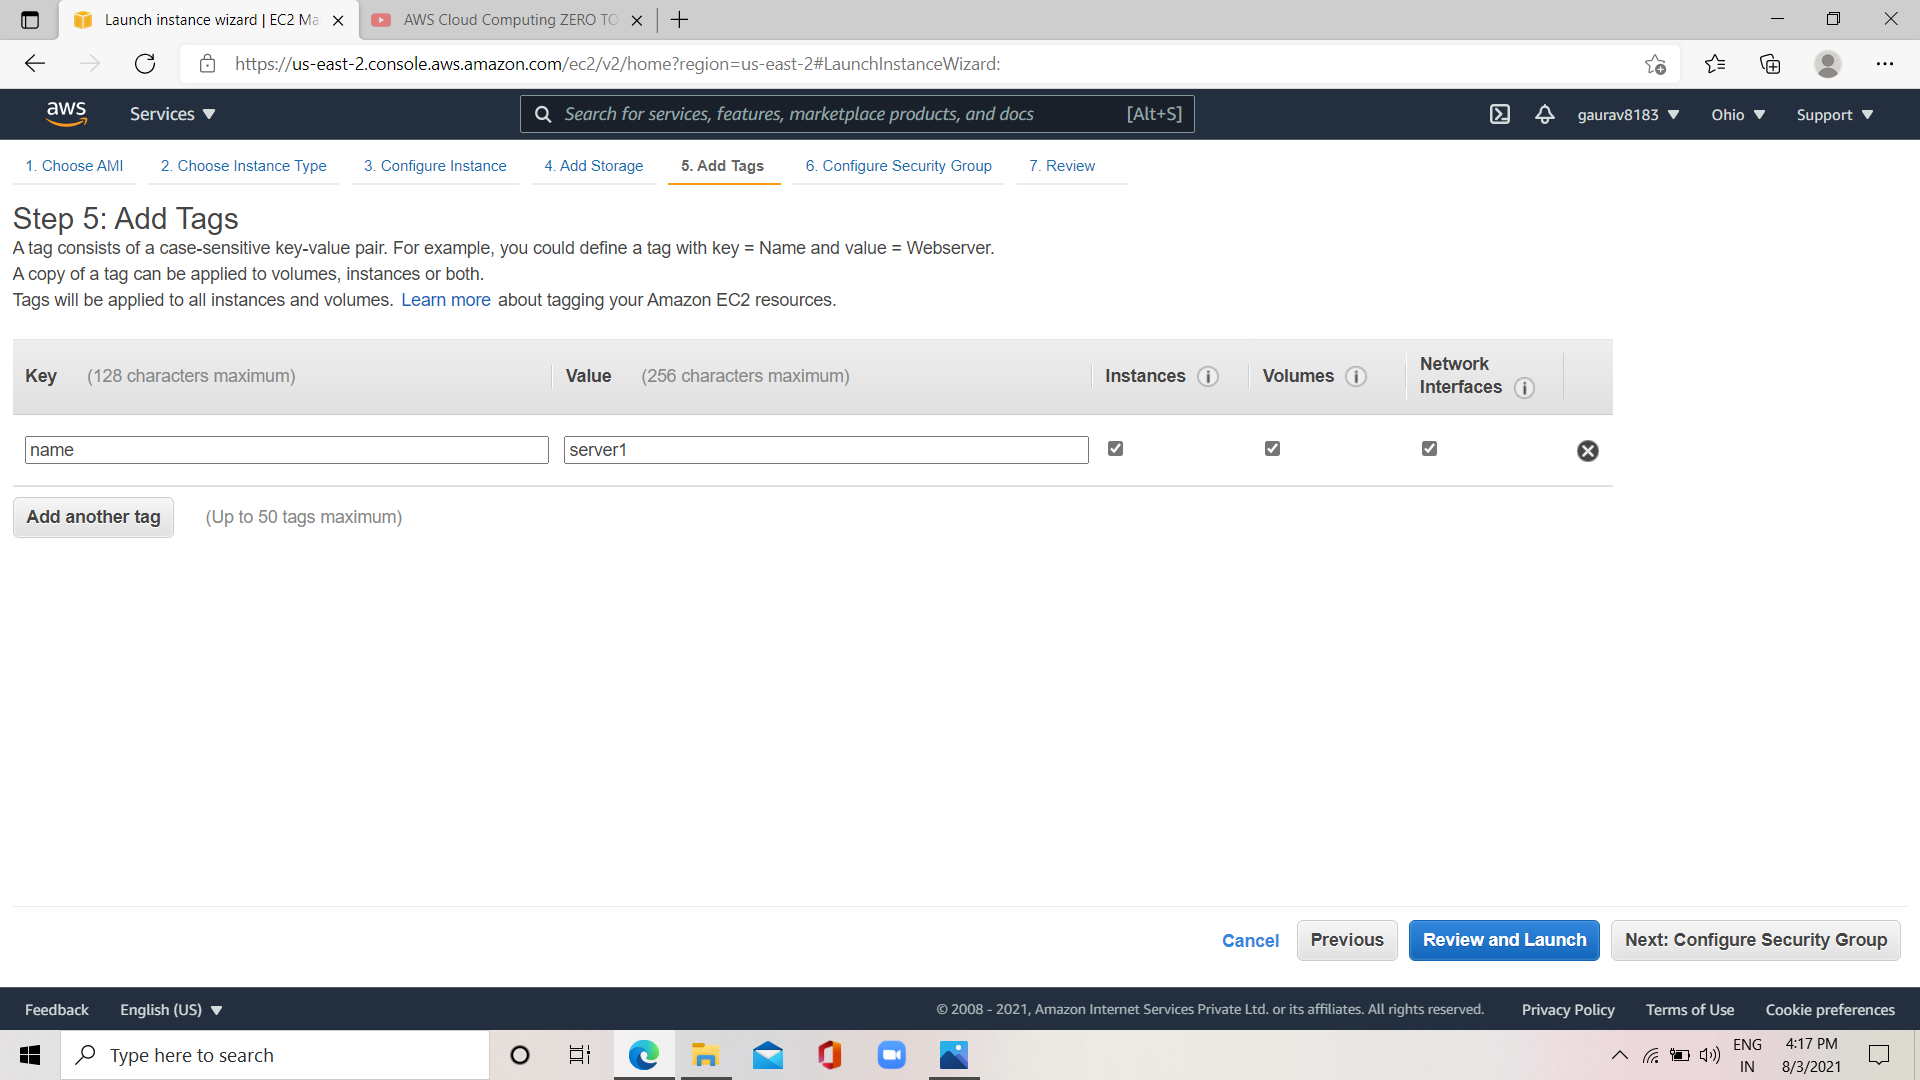 Launch instance wizard | EC2 Ma
AWS Cloud Computing ZERO TO
https://us-east-2.console.aws.amazon.com/ec2/v2/home?region=us-east-2#LaunchInstanceWizard:
aws
Services
Search for services, features, marketplace products, and docs [Alt+S]
gaurav8183
Ohio
Support
1. Choose AMI 2. Choose Instance Type 3. Configure Instance 4. Add Storage 5. Add Tags 6. Configure Security Group 7. Review
Step 5: Add Tags
A tag consists of a case-sensitive key-value pair. For example, you could define a tag with key = Name and value = Webserver.
A copy of a tag can be applied to volumes, instances or both.
Tags will be applied to all instances and volumes. Learn more about tagging your Amazon EC2 resources.
Key (128 characters maximum) Value (256 characters maximum) Instances Volumes Network
Interfaces
name server1
Add another tag (Up to 50 tags maximum)
Cancel Previous Review and Launch Next: Configure Security Group
Feedback English (US) © 2008 - 2021, Amazon Internet Services Private Ltd. or its affiliates. All rights reserved. Privacy Policy Terms of Use Cookie preferences
Type here to search
ENG
IN
4:17 PM
8/3/2021